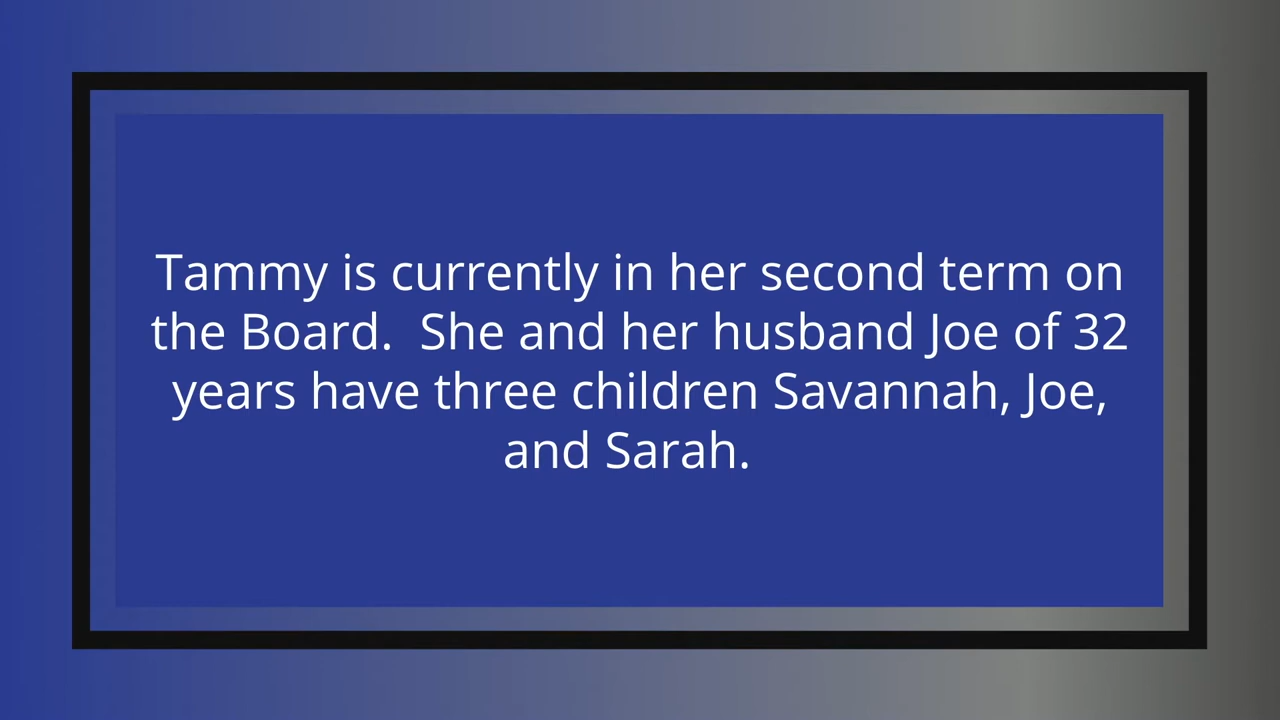 Tammy is currently in her second term on
the Board.  She and her husband Joe of 32
years have three children Savannah, Joe,
and Sarah.